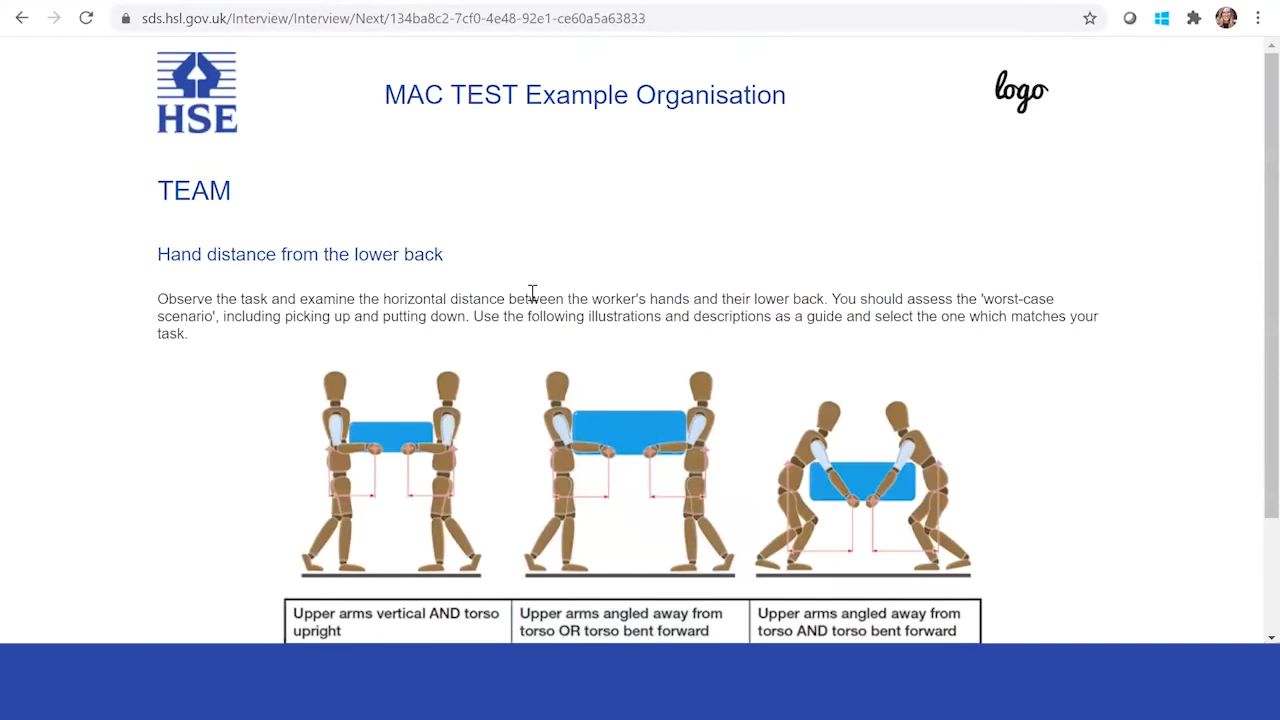 sds.hsl.gov.uk/Interview/Interview/Next/134ba8c2-7cf0-4e48-92e1-ce60a5a63833
HSE
MAC TEST Example Organisation
logo
TEAM
Hand distance from the lower back
Observe the task and examine the horizontal distance between the worker's hands and their lower back. You should assess the 'worst-case
scenario', including picking up and putting down. Use the following illustrations and descriptions as a guide and select the one which matches your
task.
Upper arms vertical AND torso
upright
Upper arms angled away from
torso OR torso bent forward
Upper arms angled away from
torso AND torso bent forward